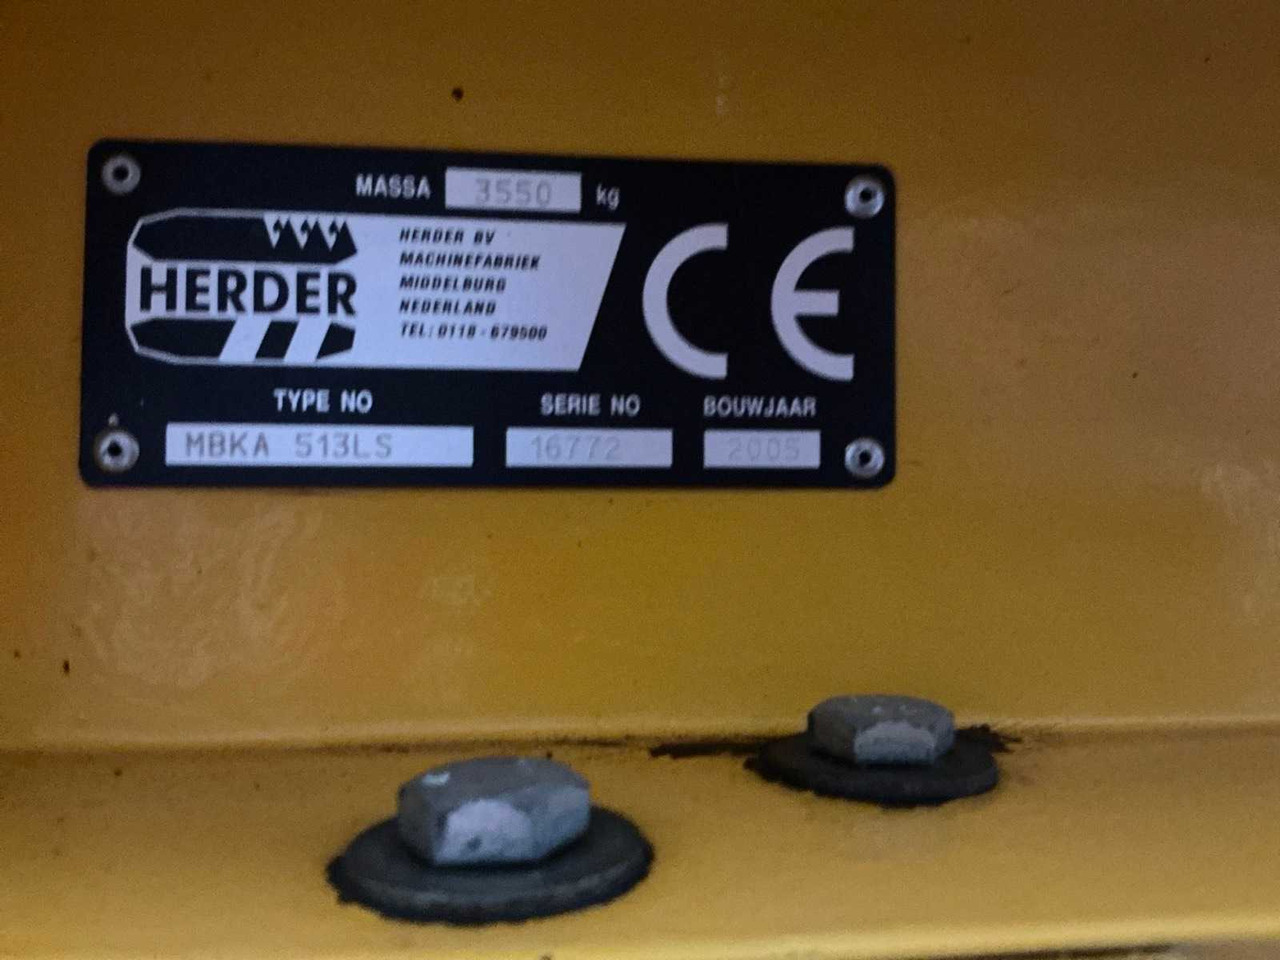 MASSA 3550 kg
HERDER
HERDER BV
MACHINEFABRIEK
MIDDELBURG
NEDERLAND
TEL: 0118 - 679500
CE
TYPE NO SERIE NO BOUWJAAR
MBKA 513LS 16772 2005